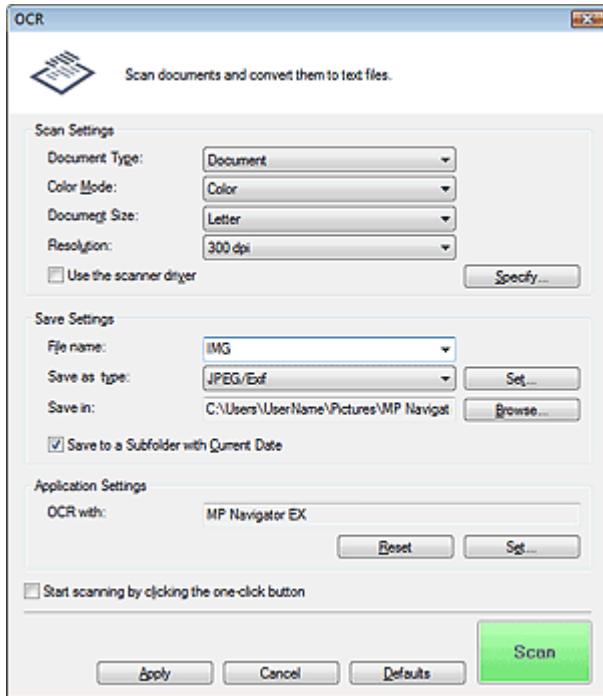 OCR
Scan documents and convert them to text files.
Scan Settings
Document Type: Document
Color Mode: Color
Document Size: Letter
Resolution: 300 dpi
Use the scanner driver Specify...
Save Settings
File name: IMG
Save as type: JPEG/Exif Set...
Save in: C:\Users\UserName\Pictures\MP Navigat Browse...
Save to a Subfolder with Current Date
Application Settings
OCR with: MP Navigator EX
Reset Set...
Start scanning by clicking the one-click button
Scan
Apply Cancel Defaults